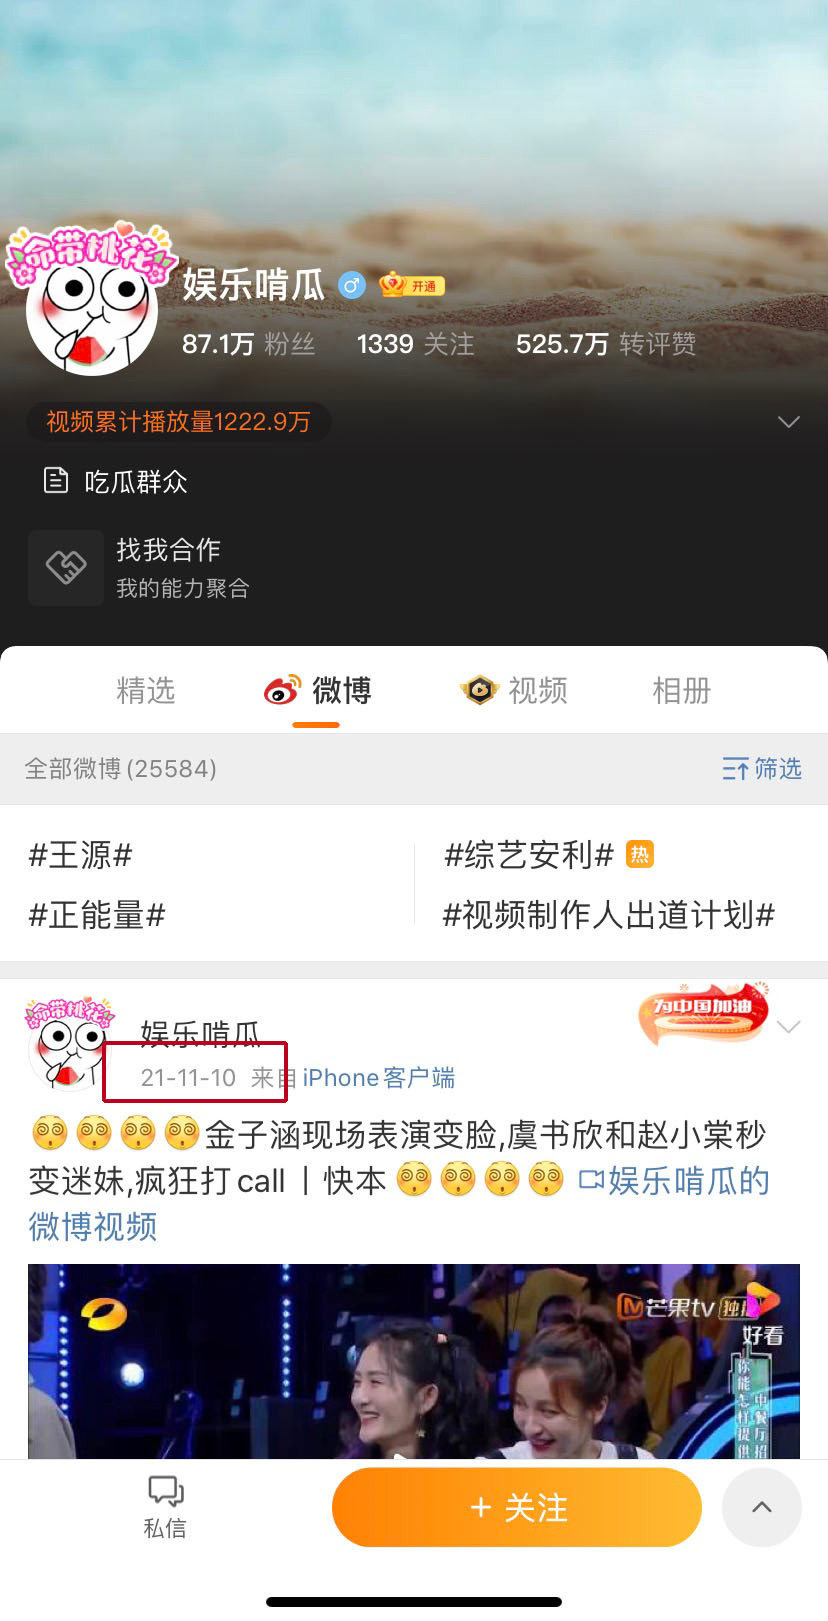 命带桃花
娱乐啃瓜 开通
87.1万 粉丝 1339 关注 525.7万 转评赞
视频累计播放量1222.9万
吃瓜群众
找我合作
我的能力聚合
精选 微博 视频 相册
全部微博(25584) 筛选
#王源# #综艺安利# 热
#正能量# #视频制作人出道计划#
命带桃花
为中国加油
娱乐啃瓜
21-11-10 来自 iPhone客户端
金子涵现场表演变脸,虞书欣和赵小棠秒
变迷妹,疯狂打call丨快本 娱乐啃瓜的
微博视频
芒果tv 独播
好看
你能怎样提供
中餐厅招
私信
+ 关注